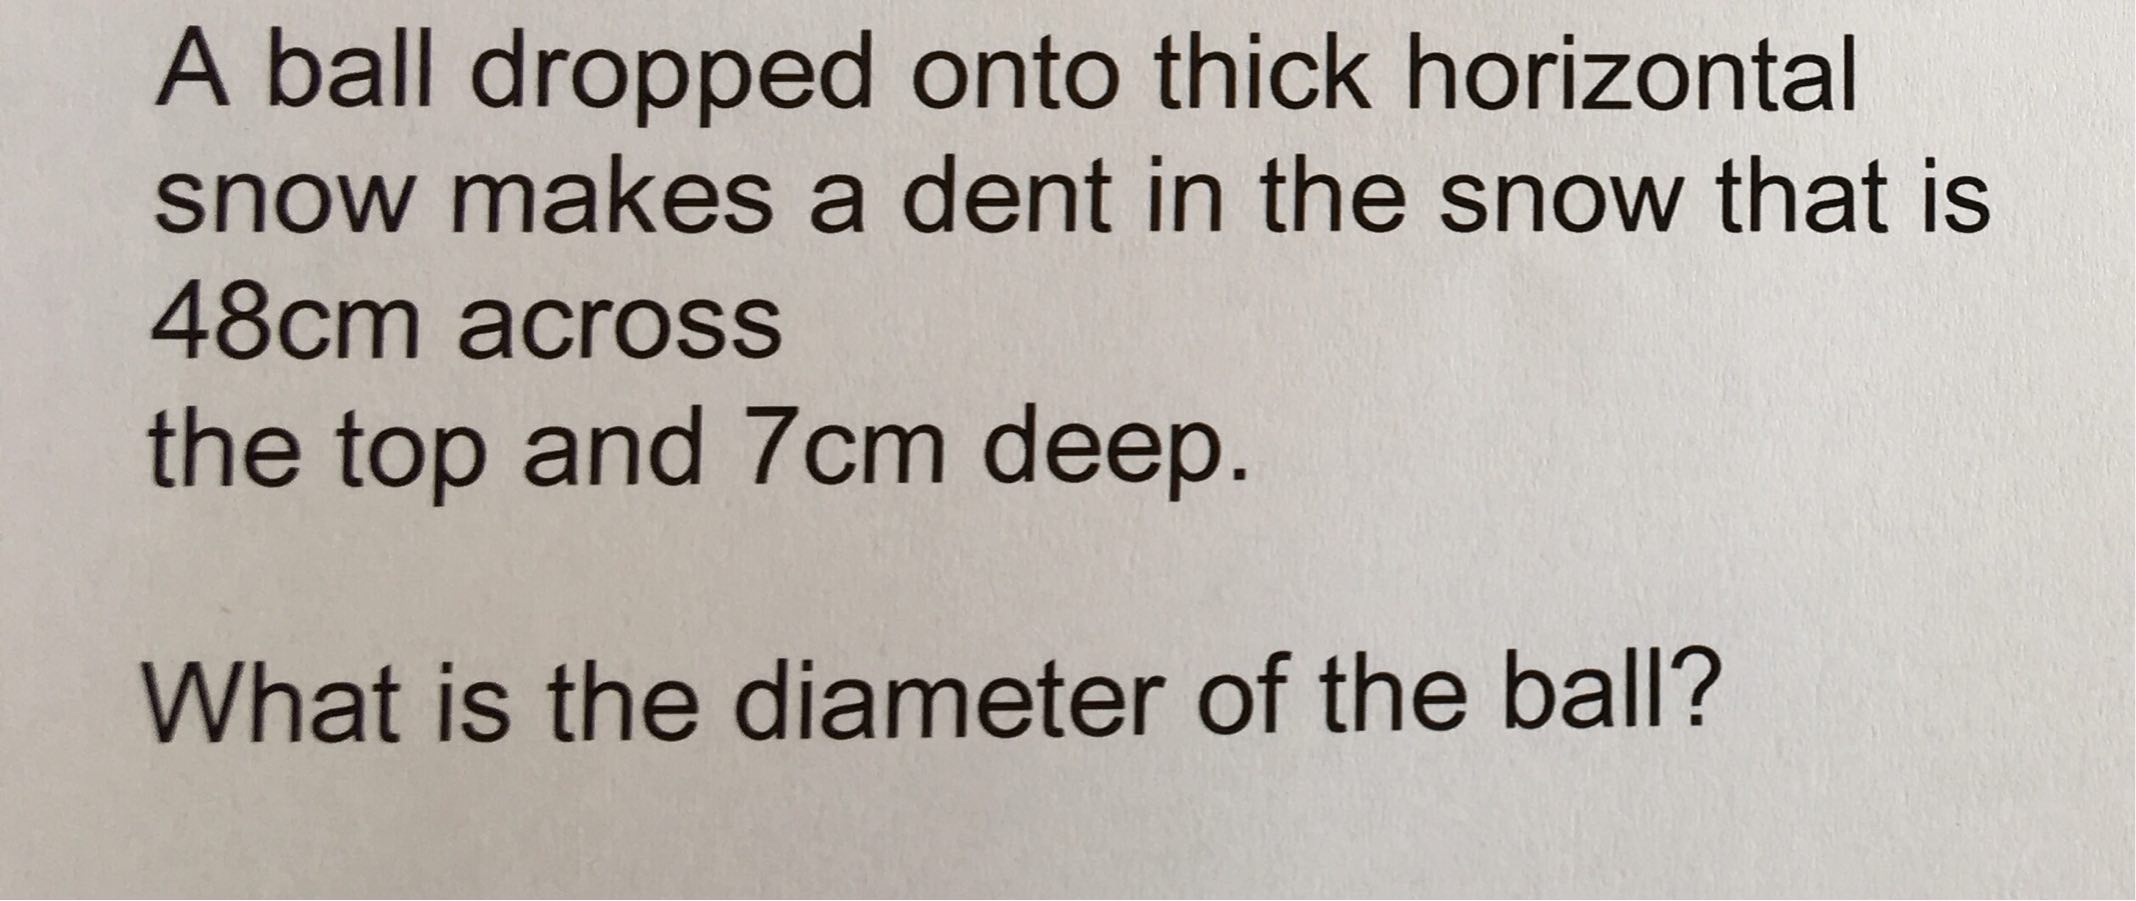 A ball dropped onto thick horizontal
snow makes a dent in the snow that is
48cm across
the top and 7cm deep.
What is the diameter of the ball?